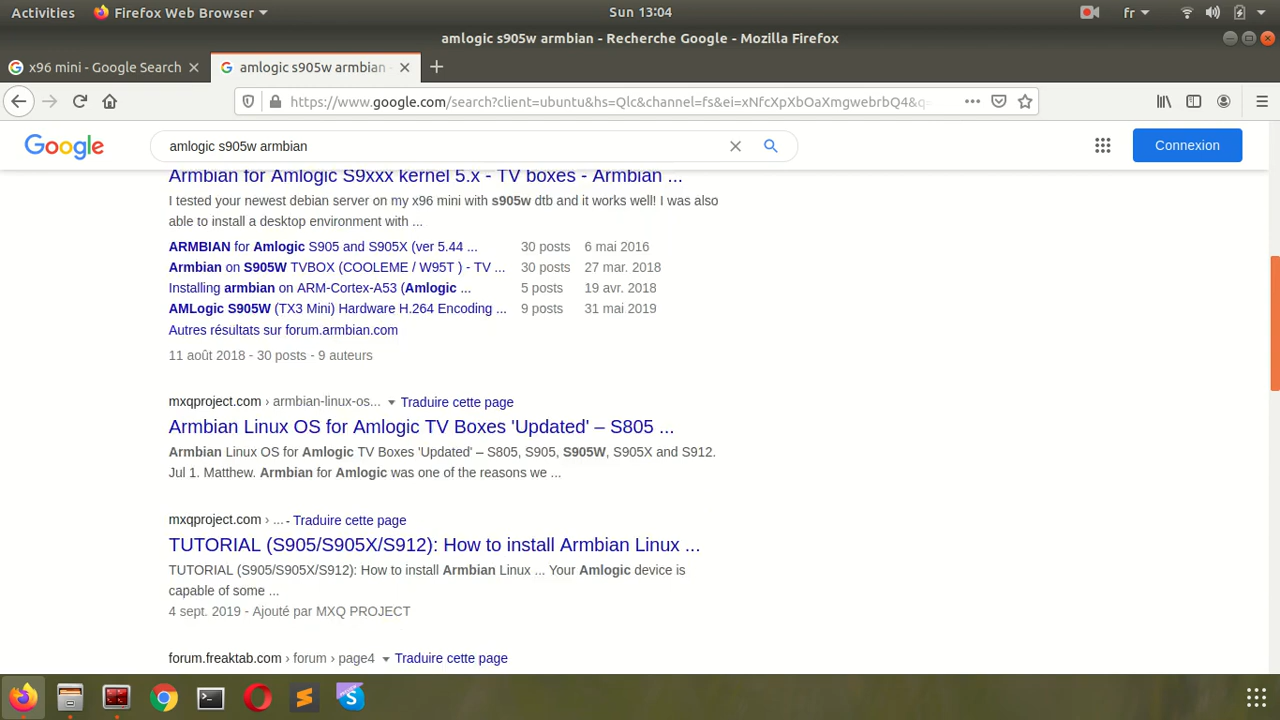 Activities Firefox Web Browser Sun 13:04 fr
amlogic s905w armbian - Recherche Google - Mozilla Firefox
x96 mini - Google Search amlogic s905w armbian -
https://www.google.com/search?client=ubuntu&hs=Qlc&channel=fs&ei=xNfcXpXbOaXmgwebrbQ4&q=
Google amlogic s905w armbian Connexion
Armbian for Amlogic S9xxx kernel 5.x - TV boxes - Armbian ...
I tested your newest debian server on my x96 mini with s905w dtb and it works well! I was also
able to install a desktop environment with ...
ARMBIAN for Amlogic S905 and S905X (ver 5.44 ... 30 posts 6 mai 2016
Armbian on S905W TVBOX (COOLEME / W95T ) - TV ... 30 posts 27 mar. 2018
Installing armbian on ARM-Cortex-A53 (Amlogic ... 5 posts 19 avr. 2018
AMLogic S905W (TX3 Mini) Hardware H.264 Encoding ... 9 posts 31 mai 2019
Autres résultats sur forum.armbian.com
11 août 2018 - 30 posts - 9 auteurs
mxqproject.com › armbian-linux-os... Traduire cette page
Armbian Linux OS for Amlogic TV Boxes 'Updated' – S805 ...
Armbian Linux OS for Amlogic TV Boxes 'Updated' – S805, S905, S905W, S905X and S912.
Jul 1. Matthew. Armbian for Amlogic was one of the reasons we ...
mxqproject.com › ... - Traduire cette page
TUTORIAL (S905/S905X/S912): How to install Armbian Linux ...
TUTORIAL (S905/S905X/S912): How to install Armbian Linux ... Your Amlogic device is
capable of some ...
4 sept. 2019 - Ajouté par MXQ PROJECT
forum.freaktab.com › forum › page4 Traduire cette page